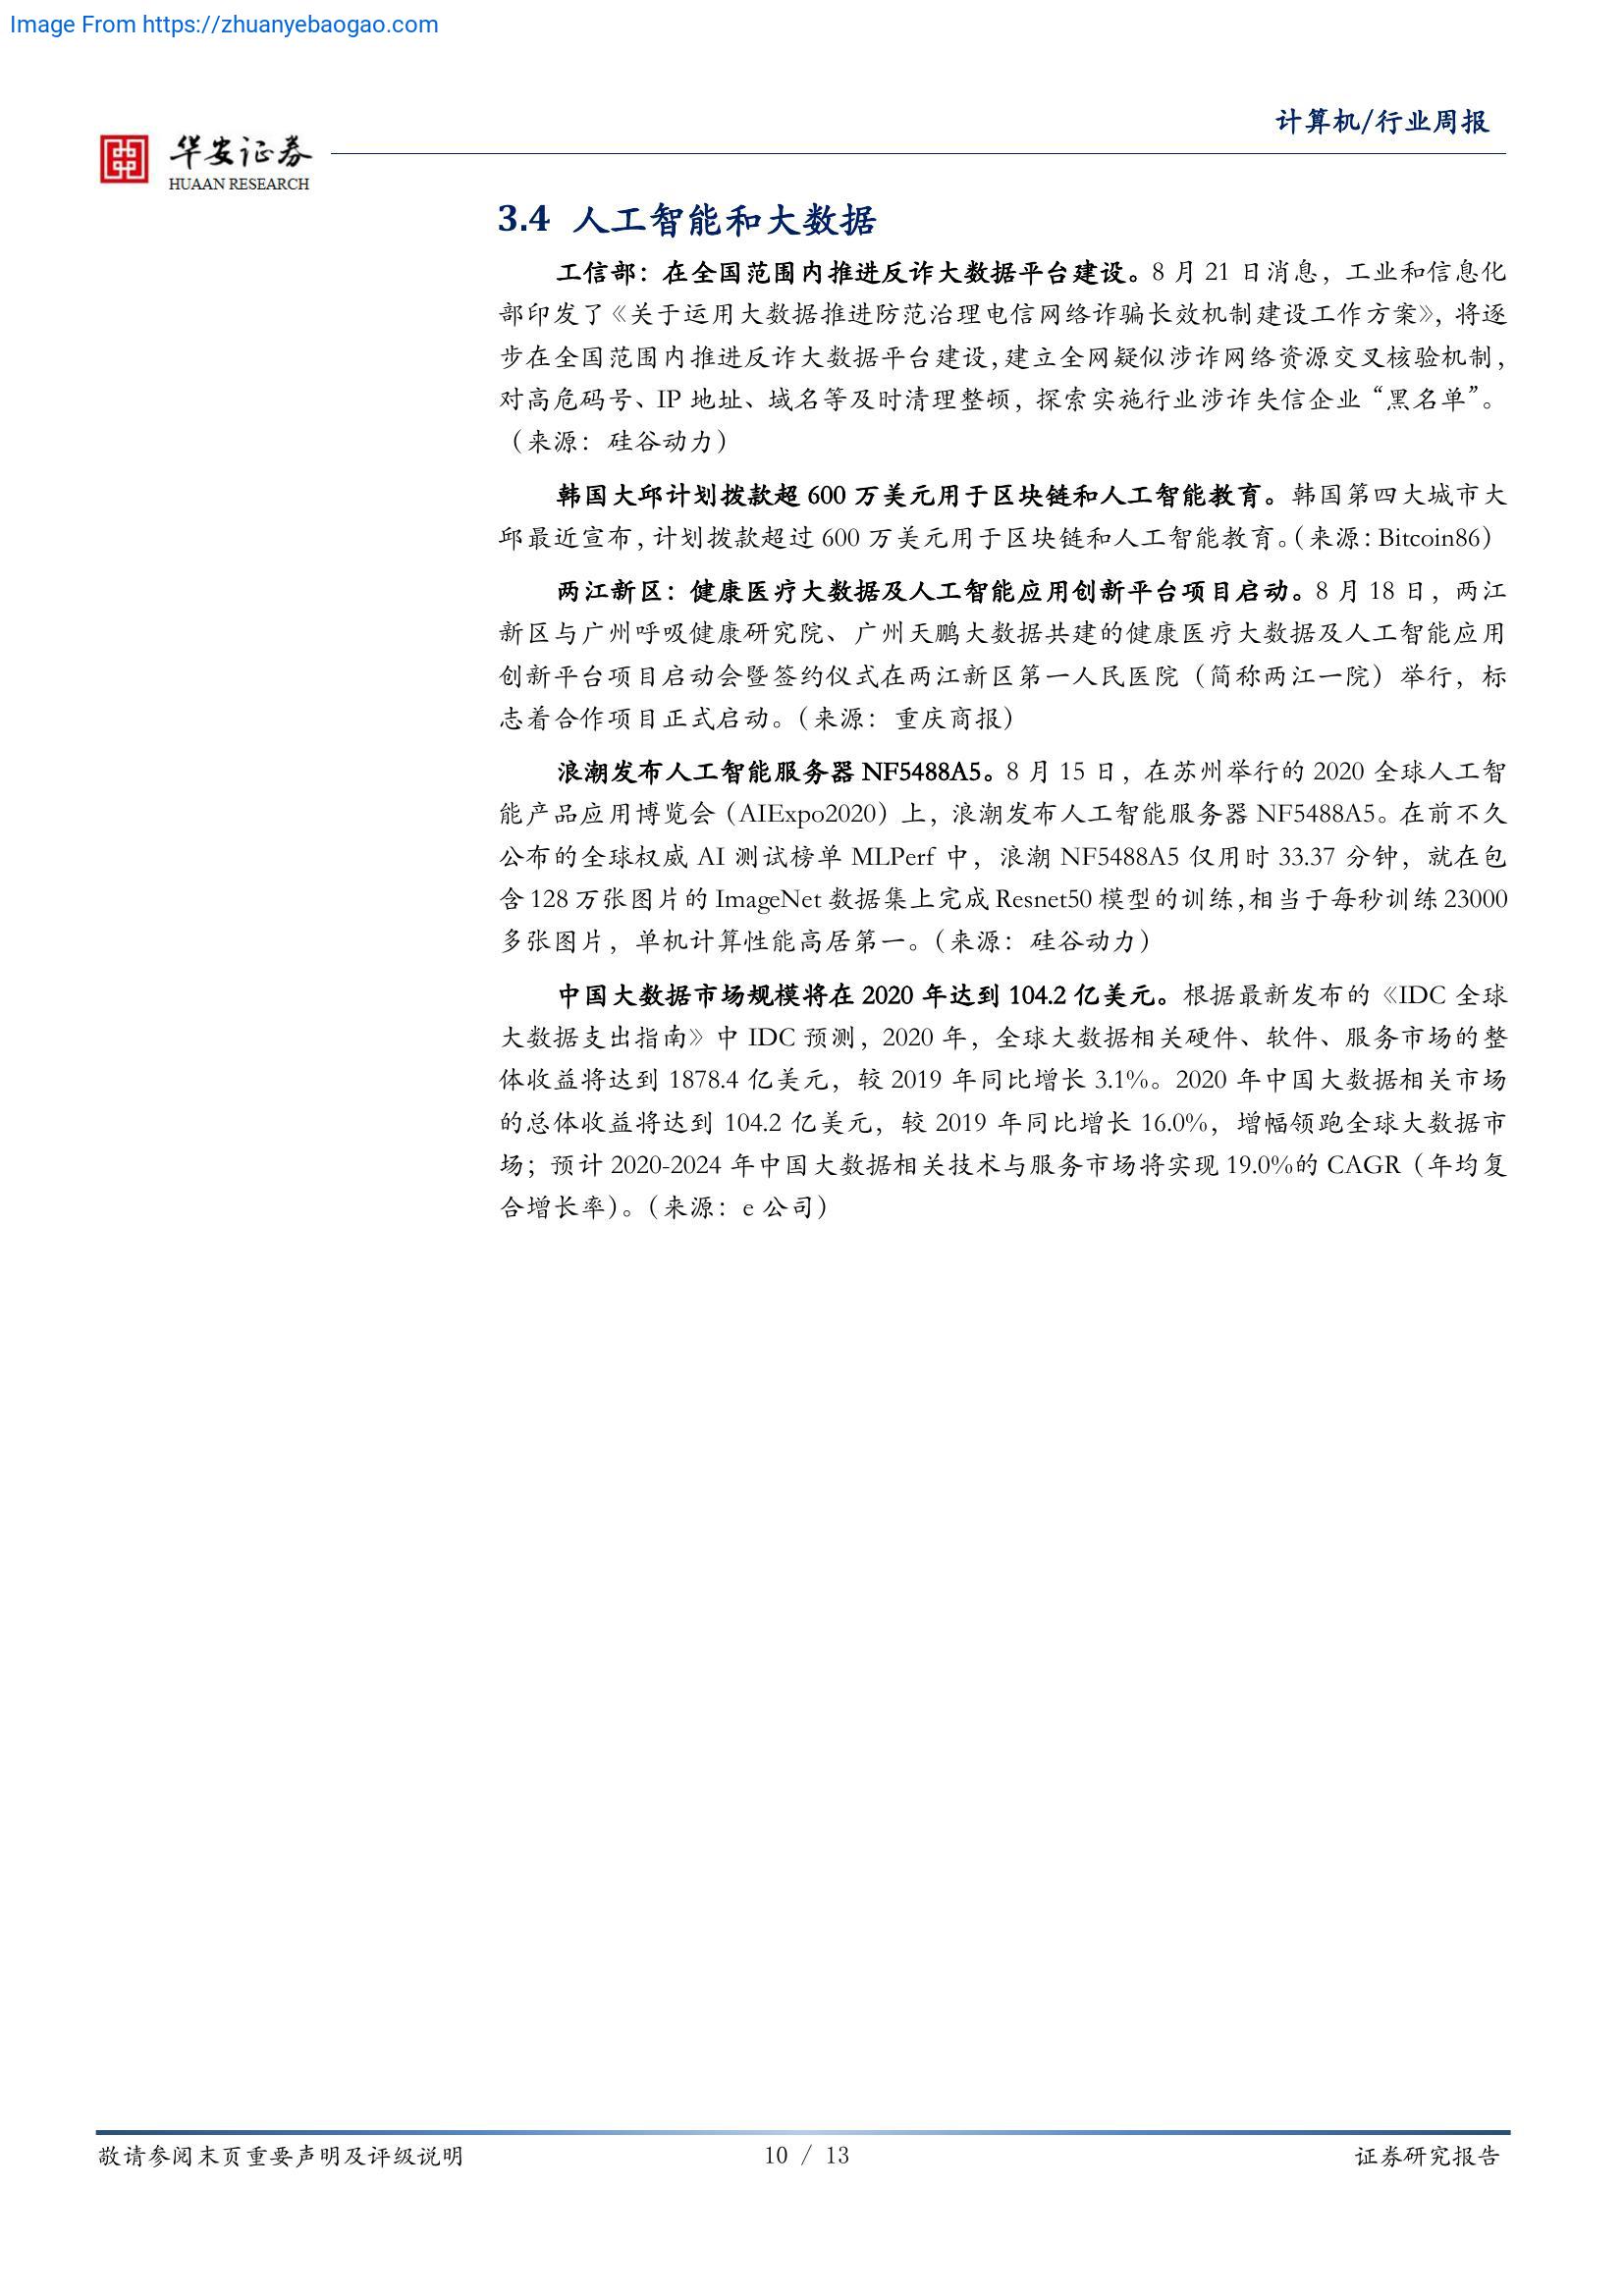 Image From https://zhuanyebaogao.com
计算机/行业周报
华安证券
HUAAN RESEARCH
3.4 人工智能和大数据
工信部：在全国范围内推进反诈大数据平台建设。8 月 21 日消息，工业和信息化
部印发了《关于运用大数据推进防范治理电信网络诈骗长效机制建设工作方案》，将逐
步在全国范围内推进反诈大数据平台建设，建立全网疑似涉诈网络资源交叉核验机制，
对高危码号、IP 地址、域名等及时清理整顿，探索实施行业涉诈失信企业“黑名单”。
（来源：硅谷动力）
韩国大邱计划拨款超 600 万美元用于区块链和人工智能教育。韩国第四大城市大
邱最近宣布，计划拨款超过 600 万美元用于区块链和人工智能教育。（来源：Bitcoin86）
两江新区：健康医疗大数据及人工智能应用创新平台项目启动。8 月 18 日，两江
新区与广州呼吸健康研究院、广州天鹏大数据共建的健康医疗大数据及人工智能应用
创新平台项目启动会暨签约仪式在两江新区第一人民医院（简称两江一院）举行，标
志着合作项目正式启动。（来源：重庆商报）
浪潮发布人工智能服务器 NF5488A5。8 月 15 日，在苏州举行的 2020 全球人工智
能产品应用博览会（AIExpo2020）上，浪潮发布人工智能服务器 NF5488A5。在前不久
公布的全球权威 AI 测试榜单 MLPerf 中，浪潮 NF5488A5 仅用时 33.37 分钟，就在包
含 128 万张图片的 ImageNet 数据集上完成 Resnet50 模型的训练，相当于每秒训练 23000
多张图片，单机计算性能高居第一。（来源：硅谷动力）
中国大数据市场规模将在 2020 年达到 104.2 亿美元。根据最新发布的《IDC 全球
大数据支出指南》中 IDC 预测，2020 年，全球大数据相关硬件、软件、服务市场的整
体收益将达到 1878.4 亿美元，较 2019 年同比增长 3.1%。2020 年中国大数据相关市场
的总体收益将达到 104.2 亿美元，较 2019 年同比增长 16.0%，增幅领跑全球大数据市
场；预计 2020-2024 年中国大数据相关技术与服务市场将实现 19.0%的 CAGR（年均复
合增长率）。（来源：e 公司）
敬请参阅末页重要声明及评级说明
10 / 13
证券研究报告